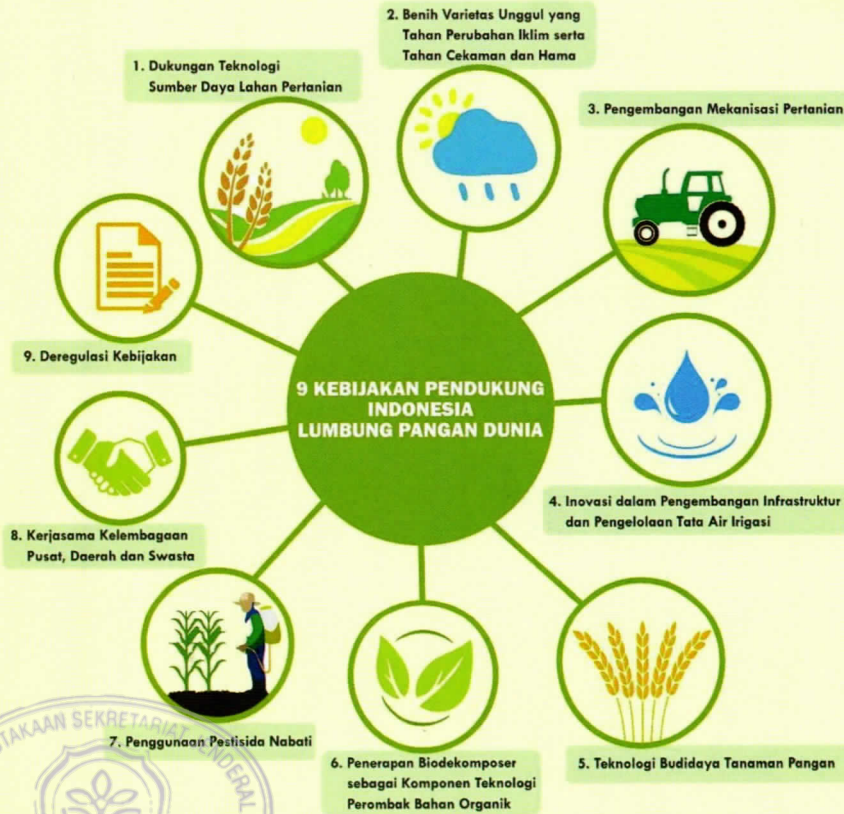 2. Benih Varietas Unggul yang
Tahan Perubahan Iklim serta
Tahan Cekaman dan Hama
1. Dukungan Teknologi
Sumber Daya Lahan Pertanian
3. Pengembangan Mekanisasi Pertanian
9. Deregulasi Kebijakan
9 KEBIJAKAN PENDUKUNG
INDONESIA
LUMBUNG PANGAN DUNIA
4. Inovasi dalam Pengembangan Infrastruktur
dan Pengelolaan Tata Air Irigasi
8. Kerjasama Kelembagaan
Pusat, Daerah dan Swasta
7. Penggunaan Pestisida Nabati
6. Penerapan Biodekomposer
sebagai Komponen Teknologi
Perombak Bahan Organik
5. Teknologi Budidaya Tanaman Pangan
SEKRETARIAT JENDERAL